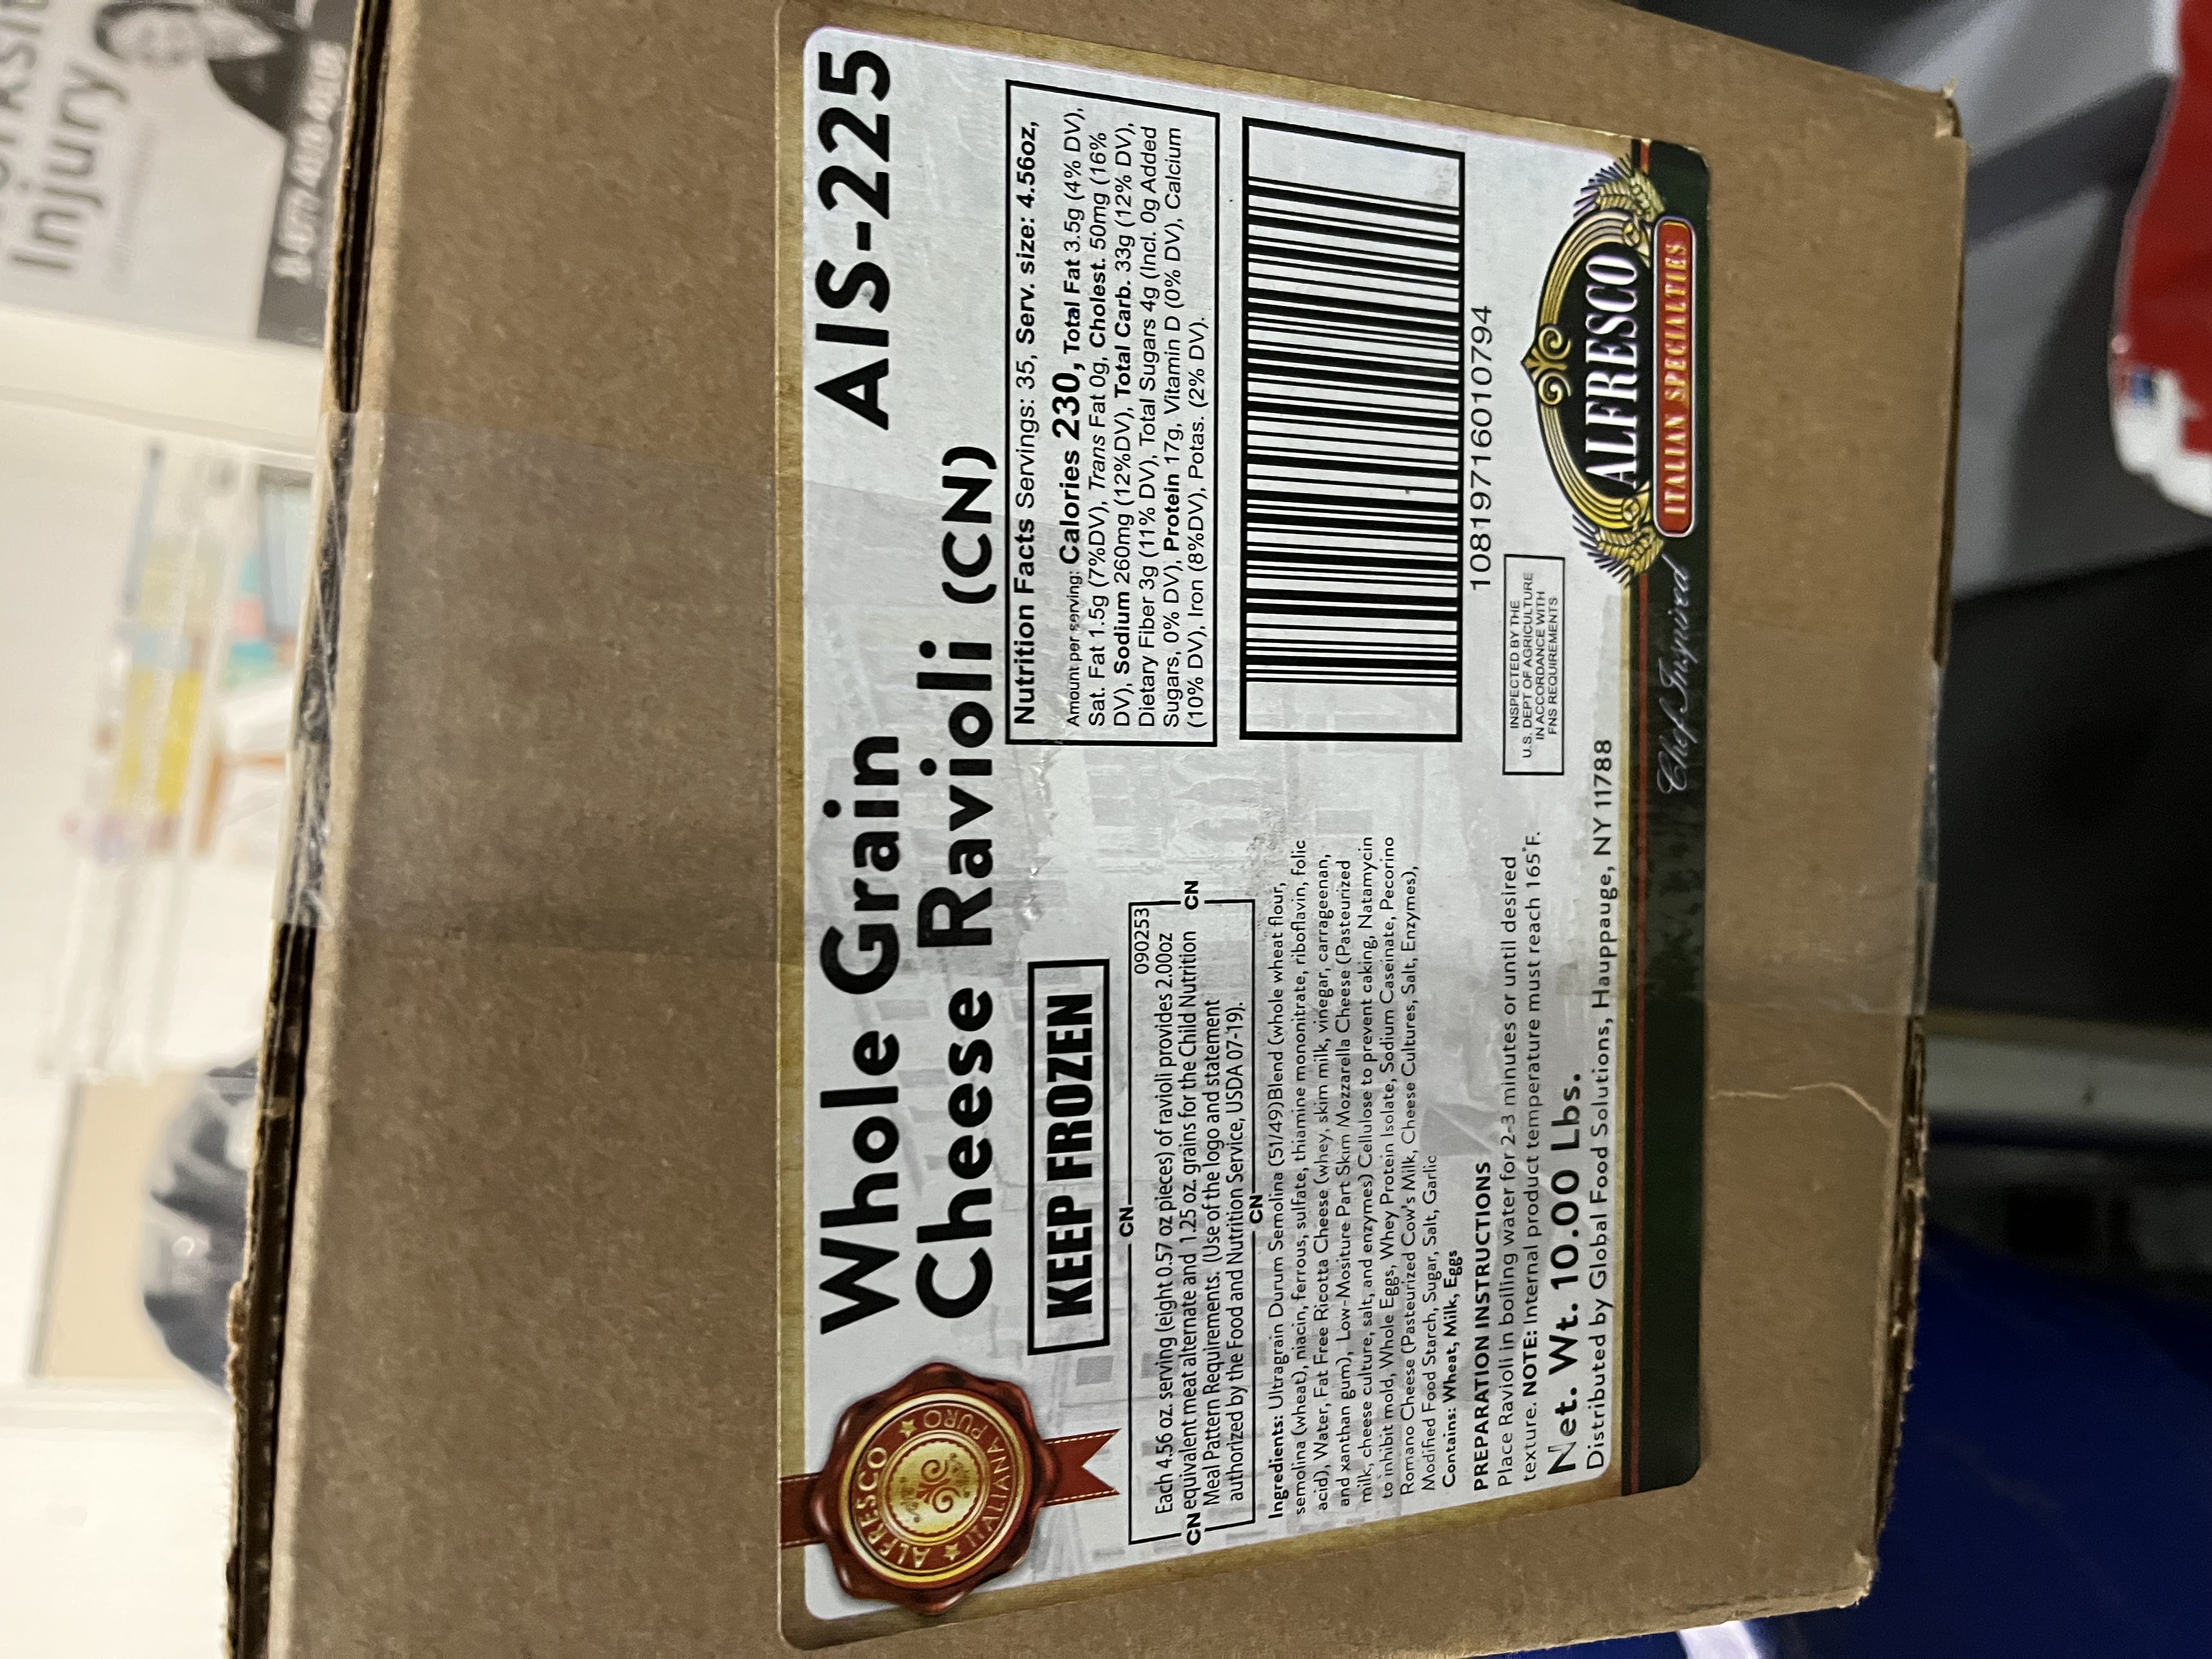 Injury
Whole Grain
Cheese Ravioli (CN)
AIS-225
KEEP FROZEN
Nutrition Facts Servings: 35, Serv. size: 4.56oz,
Amount per serving: Calories 230, Total Fat 3.5g (4% DV),
Sat. Fat 1.5g (7%DV), Trans Fat 0g, Cholest. 50mg (16%
DV), Sodium 260mg (12%DV), Total Carb. 33g (12% DV),
Dietary Fiber 3g (11% DV), Total Sugars 4g (Incl. 0g Added
Sugars, 0% DV), Protein 17g, Vitamin D (0% DV), Calcium
(10% DV), Iron (8%DV), Potas. (2% DV).
CN
090253
Each 4.56 oz. serving (eight 0.57 oz pieces) of ravioli provides 2.00oz
CN equivalent meat alternate and 1.25 oz. grains for the Child Nutrition CN
Meal Pattern Requirements. (Use of the logo and statement
authorized by the Food and Nutrition Service, USDA 07-19).
CN
Ingredients: Ultragrain Durum Semolina (51/49)Blend (whole wheat flour,
semolina (wheat), niacin, ferrous, sulfate, thiamine mononitrate, riboflavin, folic
acid), Water, Fat Free Ricotta Cheese (whey, skim milk, vinegar, carrageenan,
and xanthan gum), Low-Mositure Part Skim Mozzarella Cheese (Pasteurized
milk, cheese culture, salt, and enzymes) Cellulose to prevent caking, Natamycin
to inhibit mold, Whole Eggs, Whey Protein Isolate, Sodium Caseinate, Pecorino
Romano Cheese (Pasteurized Cow's Milk, Cheese Cultures, Salt, Enzymes),
Modified Food Starch, Sugar, Salt, Garlic
Contains: Wheat, Milk, Eggs
PREPARATION INSTRUCTIONS
Place Ravioli in boiling water for 2-3 minutes or until desired
texture. NOTE: Internal product temperature must reach 165°F.
Net. Wt. 10.00 Lbs.
Distributed by Global Food Solutions, Hauppauge, NY 11788
10819716010794
INSPECTED BY THE
U.S. DEPT OF AGRICULTURE
IN ACCORDANCE WITH
FNS REQUIREMENTS
ALFRESCO
ITALIAN SPECIALTIES
Chef Inspired
ALFRESCO
ITALIANA PURO